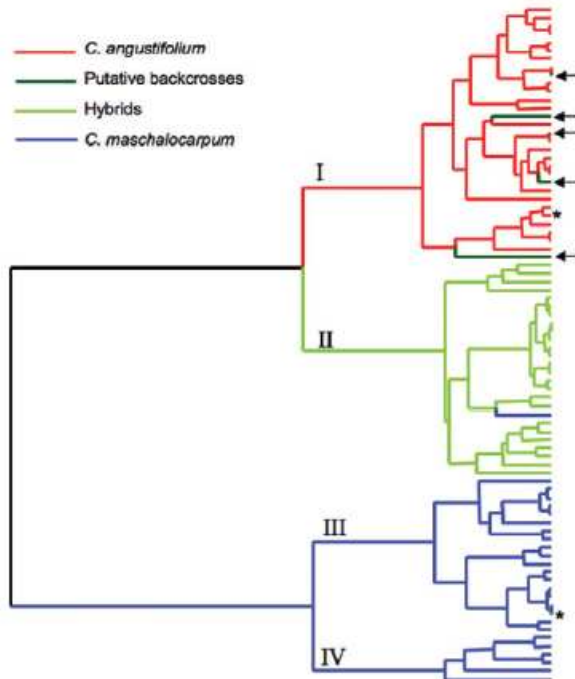 C. angustifolium
Putative backcrosses
Hybrids
C. maschalocarpum
I
*
II
III
*
IV